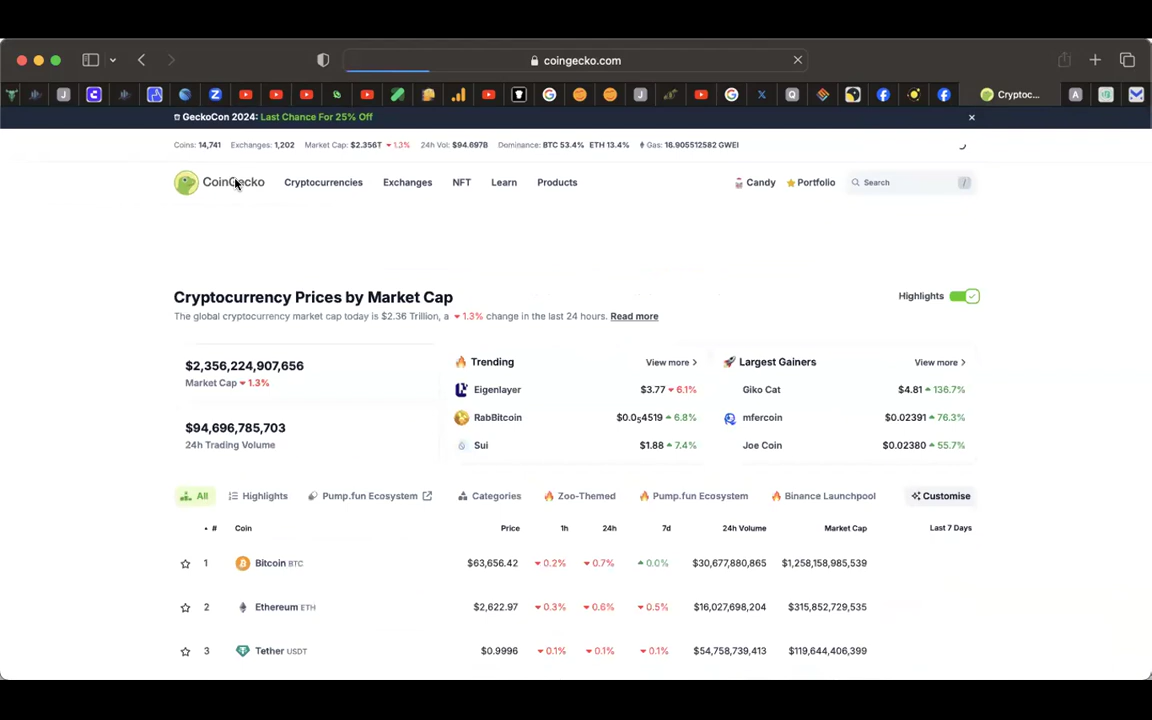 coingecko.com
Cryptoc...
GeckoCon 2024: Last Chance For 25% Off
Coins: 14,741 Exchanges: 1,202 Market Cap: $2.356T 1.3% 24h Vol: $94.697B Dominance: BTC 53.4% ETH 13.4% Gas: 16.905512582 GWEI
CoinGecko Cryptocurrencies Exchanges NFT Learn Products Candy Portfolio Search /
Cryptocurrency Prices by Market Cap Highlights
The global cryptocurrency market cap today is $2.36 Trillion, a 1.3% change in the last 24 hours. Read more
$2,356,224,907,656
Market Cap 1.3%
$94,696,785,703
24h Trading Volume
Trending View more
Eigenlayer $3.77 6.1%
RabBitcoin $0.0₅4519 6.8%
Sui $1.88 7.4%
Largest Gainers View more
Giko Cat $4.81 136.7%
mfercoin $0.02391 76.3%
Joe Coin $0.02380 55.7%
All Highlights Pump.fun Ecosystem Categories Zoo-Themed Pump.fun Ecosystem Binance Launchpool Customise
# Coin Price 1h 24h 7d 24h Volume Market Cap Last 7 Days
1 Bitcoin BTC $63,656.42 0.2% 0.7% 0.0% $30,677,880,865 $1,258,158,985,539
2 Ethereum ETH $2,622.97 0.3% 0.6% 0.5% $16,027,698,204 $315,852,729,535
3 Tether USDT $0.9996 0.1% 0.1% 0.1% $54,758,739,413 $119,644,406,399